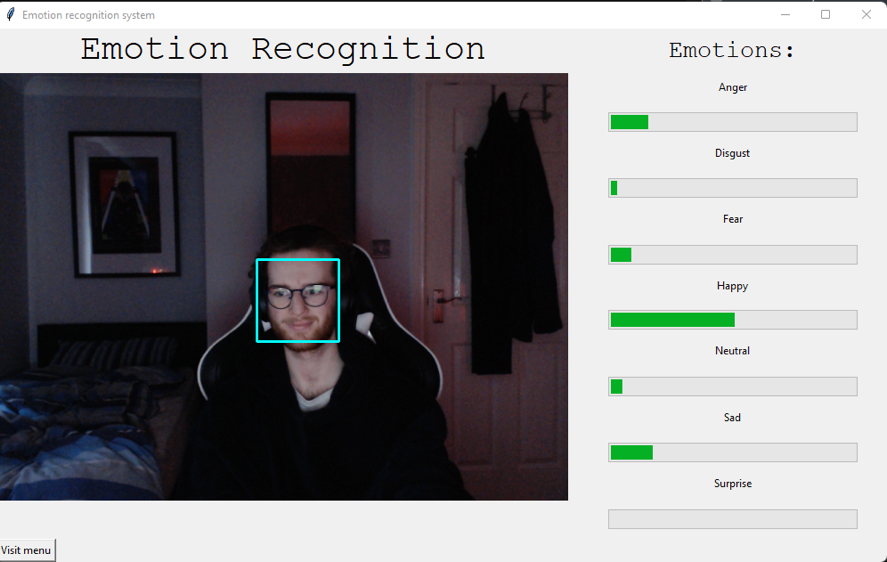 Emotion recognition system
Emotion Recognition
Emotions:
Anger
Disgust
Fear
Happy
Neutral
Sad
Surprise
Visit menu